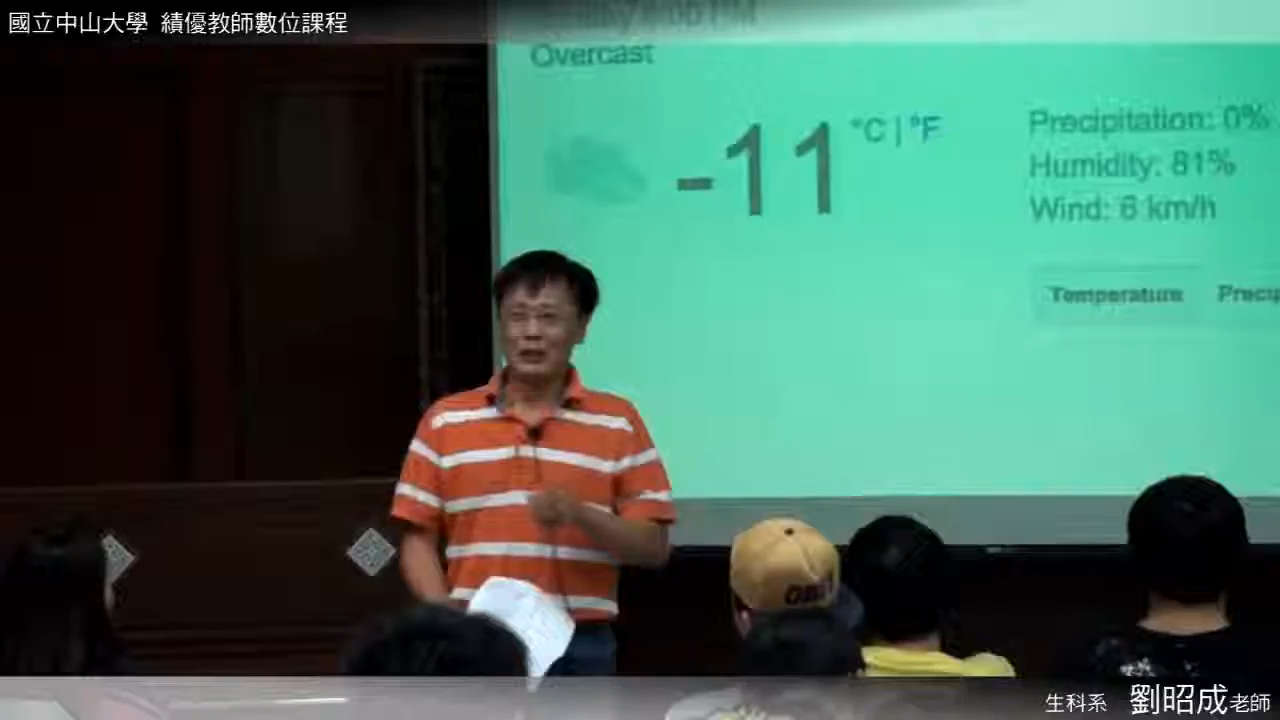 國立中山大學 績優教師數位課程
Overcast
-11 °C | °F
Precipitation: 0%
Humidity: 81%
Wind: 6 km/h
Temperature
生科系 劉昭成老師